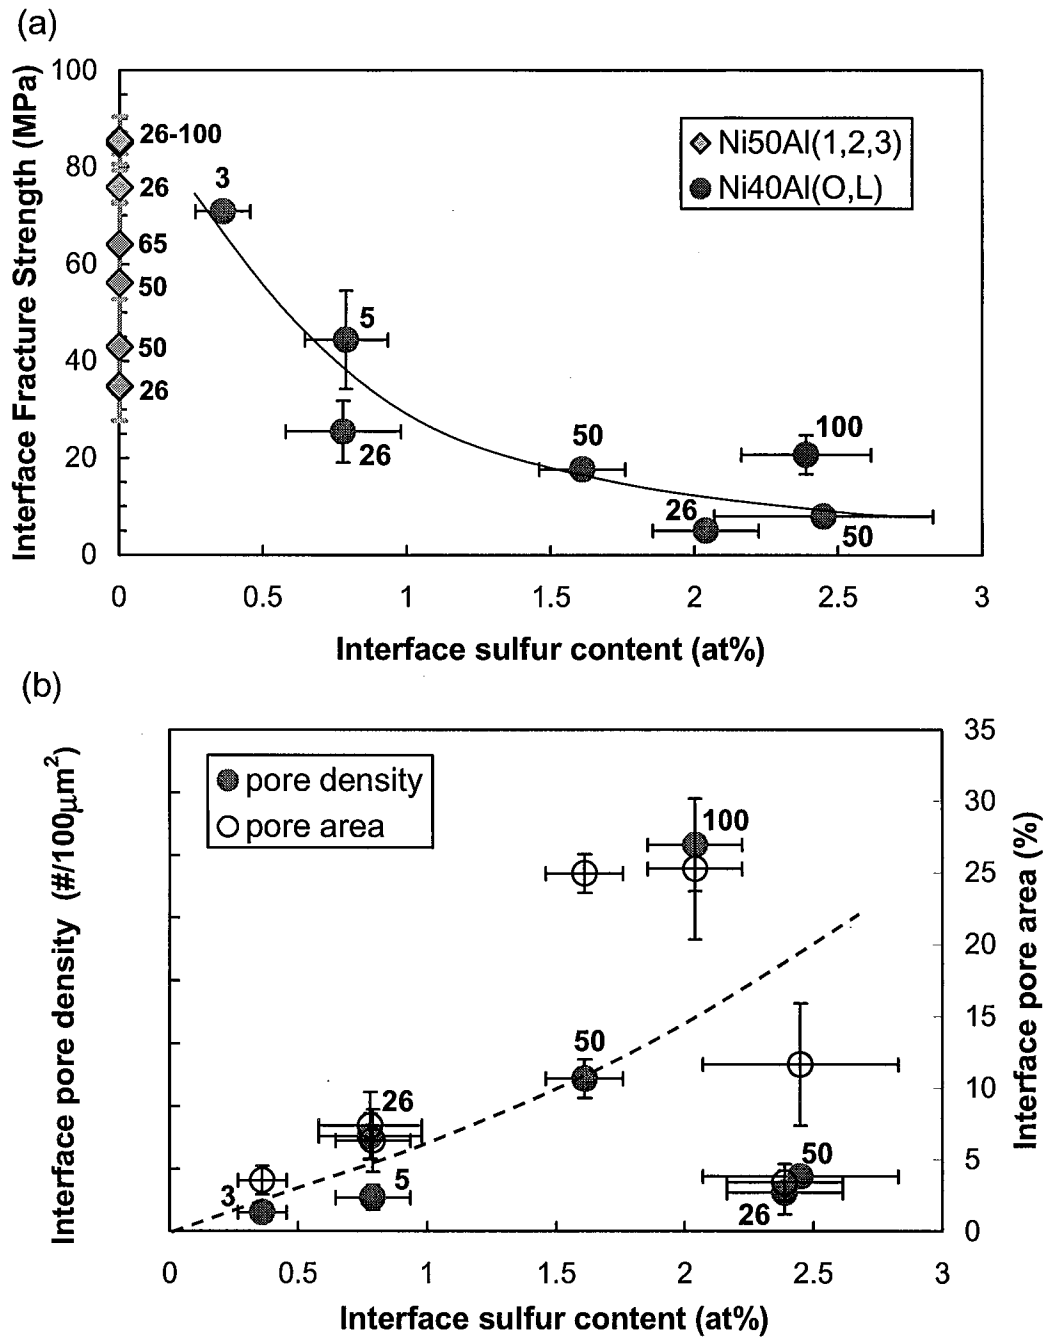 (a)
Interface Fracture Strength (MPa)
100
80
60
40
20
0
26-100
26
65
50
50
26
3
5
26
50
100
26
50
Ni50Al(1,2,3)
Ni40Al(O,L)
0 0.5 1 1.5 2 2.5 3
Interface sulfur content (at%)
(b)
Interface pore density (#/100μm²)
pore density
pore area
3
26
5
50
100
50
26
35
30
25
20
15
10
5
0
Interface pore area (%)
0 0.5 1 1.5 2 2.5 3
Interface sulfur content (at%)